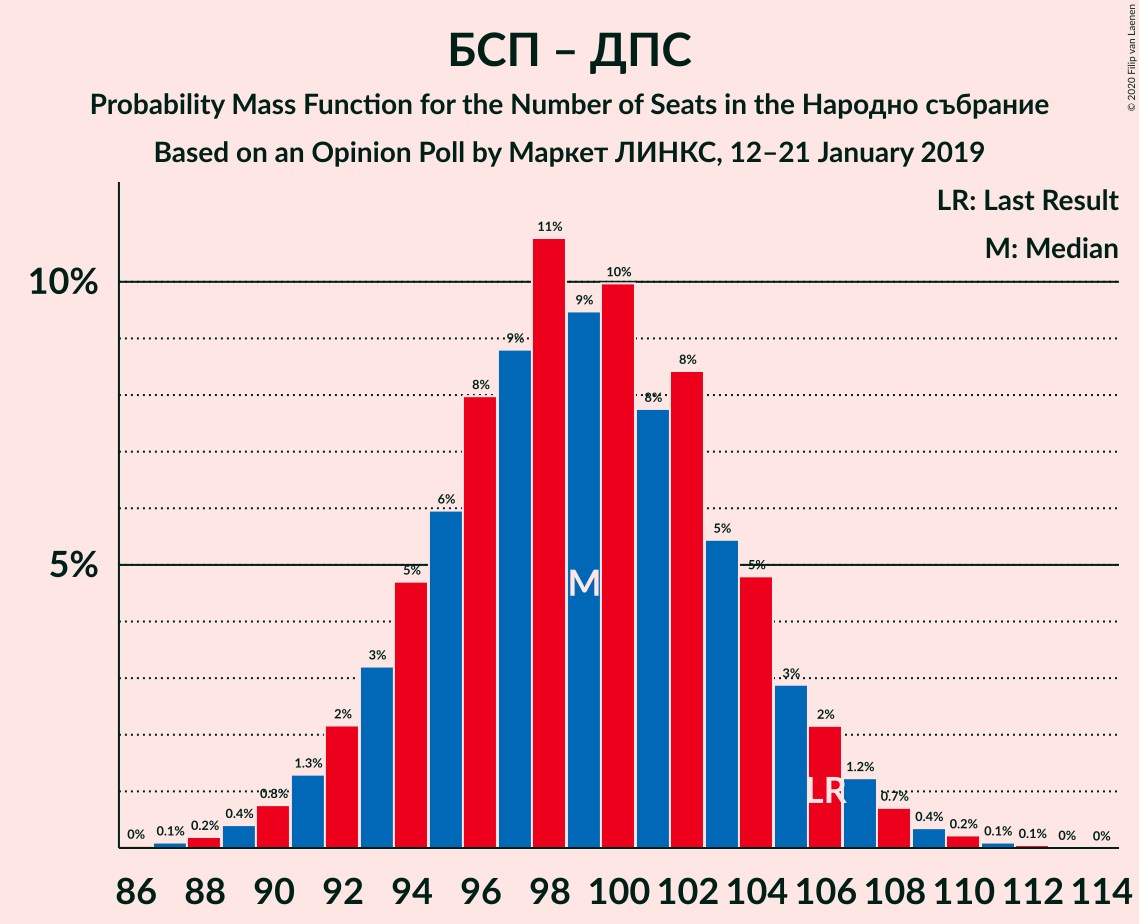 БСП – ДПС
Probability Mass Function for the Number of Seats in the Народно събрание
Based on an Opinion Poll by Маркет ЛИНКС, 12–21 January 2019
© 2020 Filip van Laenen
LR: Last Result
M: Median
10%
5%
0% 0.1% 0.2% 0.4% 0.8% 1.3% 2% 3% 5% 6% 8% 9% 11% 9% 10% 8% 8% 5% 5% 3% 2% 1.2% 0.7% 0.4% 0.2% 0.1% 0.1% 0% 0%
M
LR
86 88 90 92 94 96 98 100 102 104 106 108 110 112 114